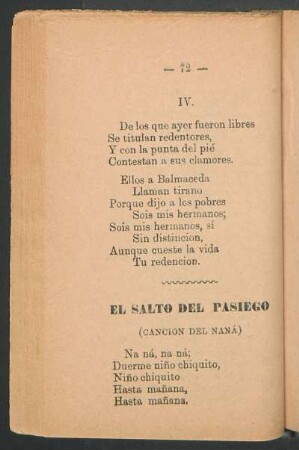 — 72 —
IV.
De los que ayer fueron libres
Se titulan redentores,
Y con la punta del pié
Contestan a sus clamores.
Ellos a Balmaceda
Llaman tirano
Porque dijo a los pobres
Sois mis hermanos;
Sois mis hermanos, si
Sin distincion,
Aunque cueste la vida
Tu redencion.
EL SALTO DEL PASIEGO
(CANCION DEL NANÁ)
Na ná, na ná;
Duerme niño chiquito,
Niño chiquito
Hasta mañana,
Hasta mañana.